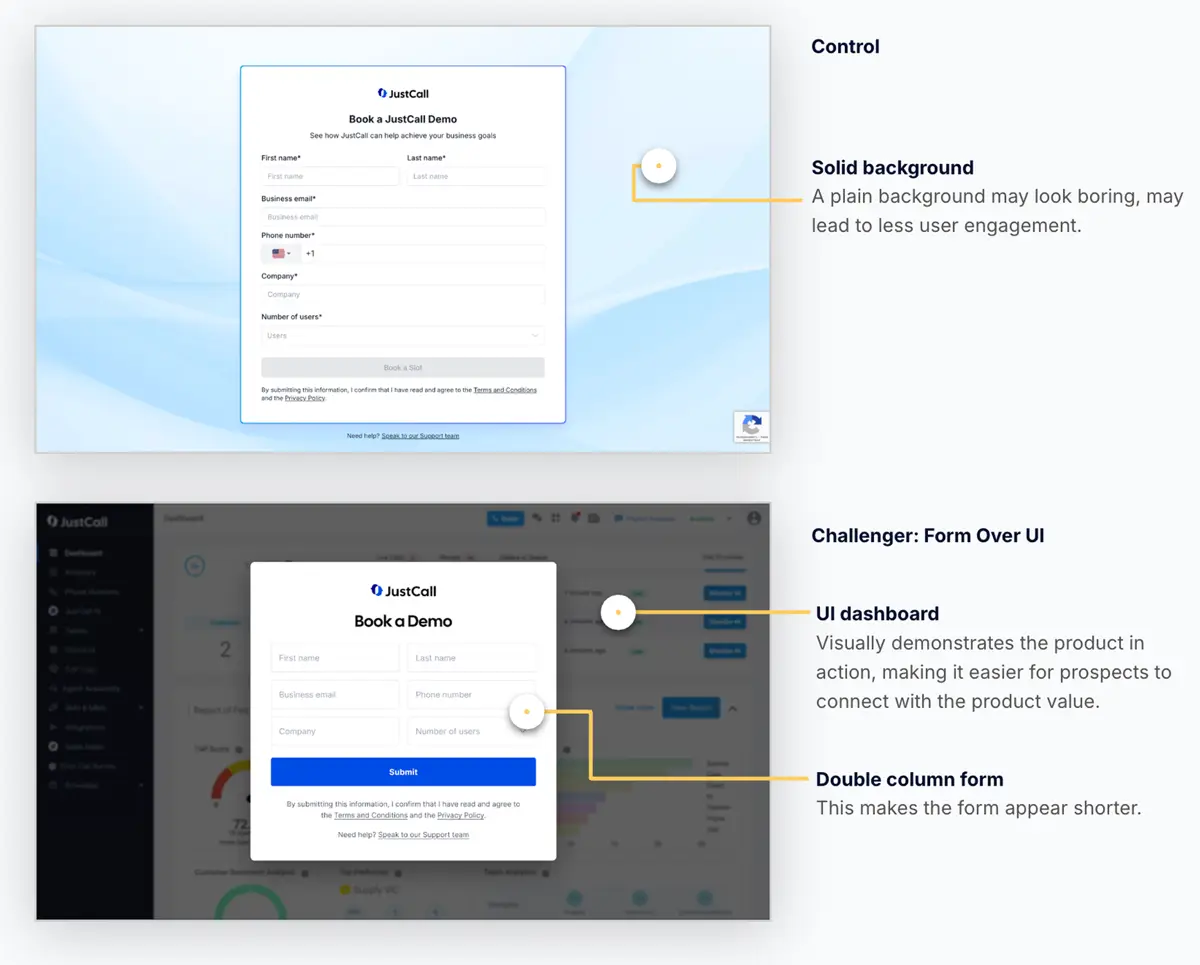 Control
JustCall
Book a JustCall Demo
See how JustCall can help achieve your business goals
First name*
Last name*
First name
Last name
Business email*
Business email
Phone number*
+1
Company*
Company
Number of users*
Users
Book a Slot
By submitting this information, I confirm that I have read and agree to the Terms and Conditions
and the Privacy Policy.
Need help? Speak to our Support team
Solid background
A plain background may look boring, may
lead to less user engagement.
Challenger: Form Over UI
JustCall
Dashboard
Dashboard
JustCall
Book a Demo
First name
Last name
Business email
Phone number
Company
Number of users
Submit
By submitting this information, I confirm that I have read and agree to
the Terms and Conditions and the Privacy Policy.
Need help? Speak to our Support team
2
UI dashboard
Visually demonstrates the product in
action, making it easier for prospects to
connect with the product value.
Double column form
This makes the form appear shorter.